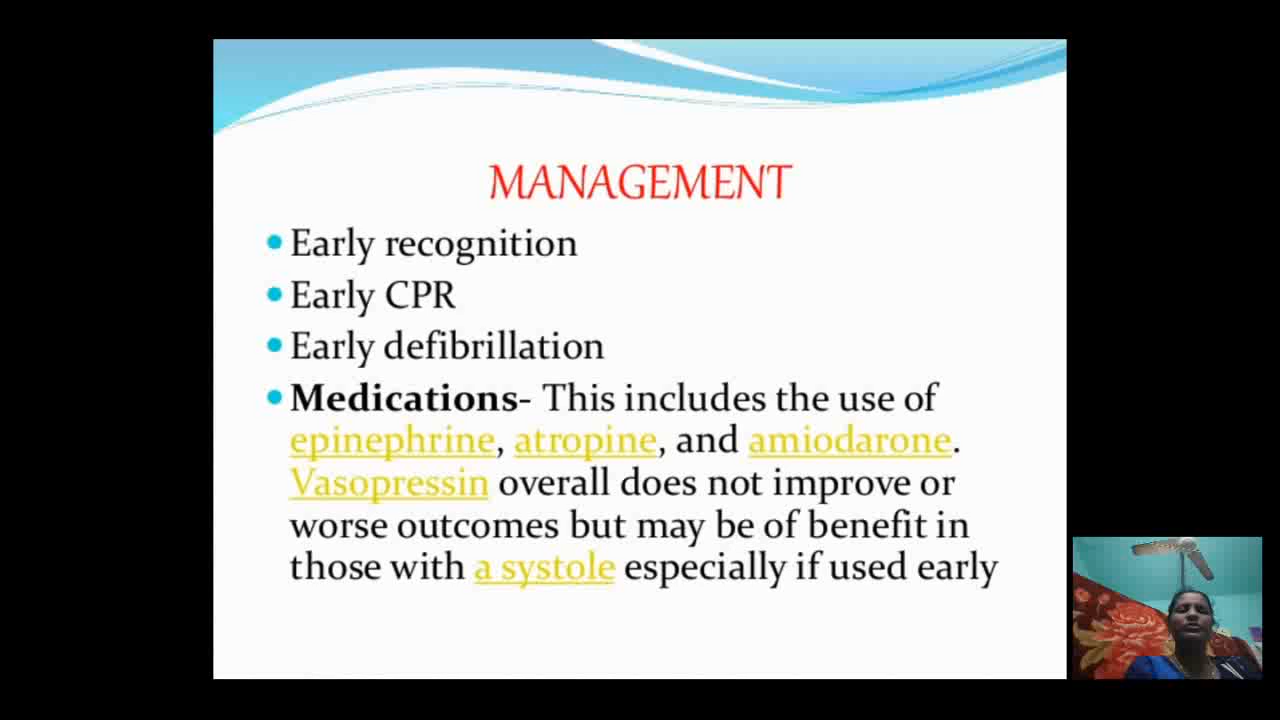 MANAGEMENT
• Early recognition
• Early CPR
• Early defibrillation
• Medications- This includes the use of
epinephrine, atropine, and amiodarone.
Vasopressin overall does not improve or
worse outcomes but may be of benefit in
those with a systole especially if used early